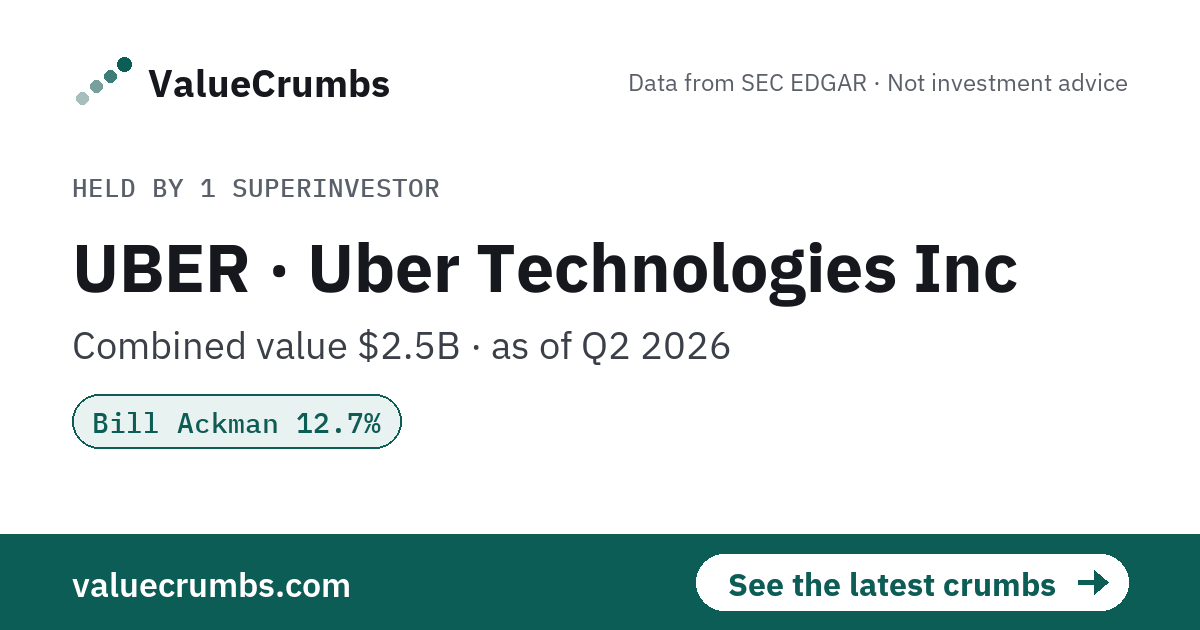 ValueCrumbs
Data from SEC EDGAR · Not investment advice
HELD BY 1 SUPERINVESTOR
UBER · Uber Technologies Inc
Combined value $2.5B · as of Q2 2026
Bill Ackman 12.7%
valuecrumbs.com
See the latest crumbs